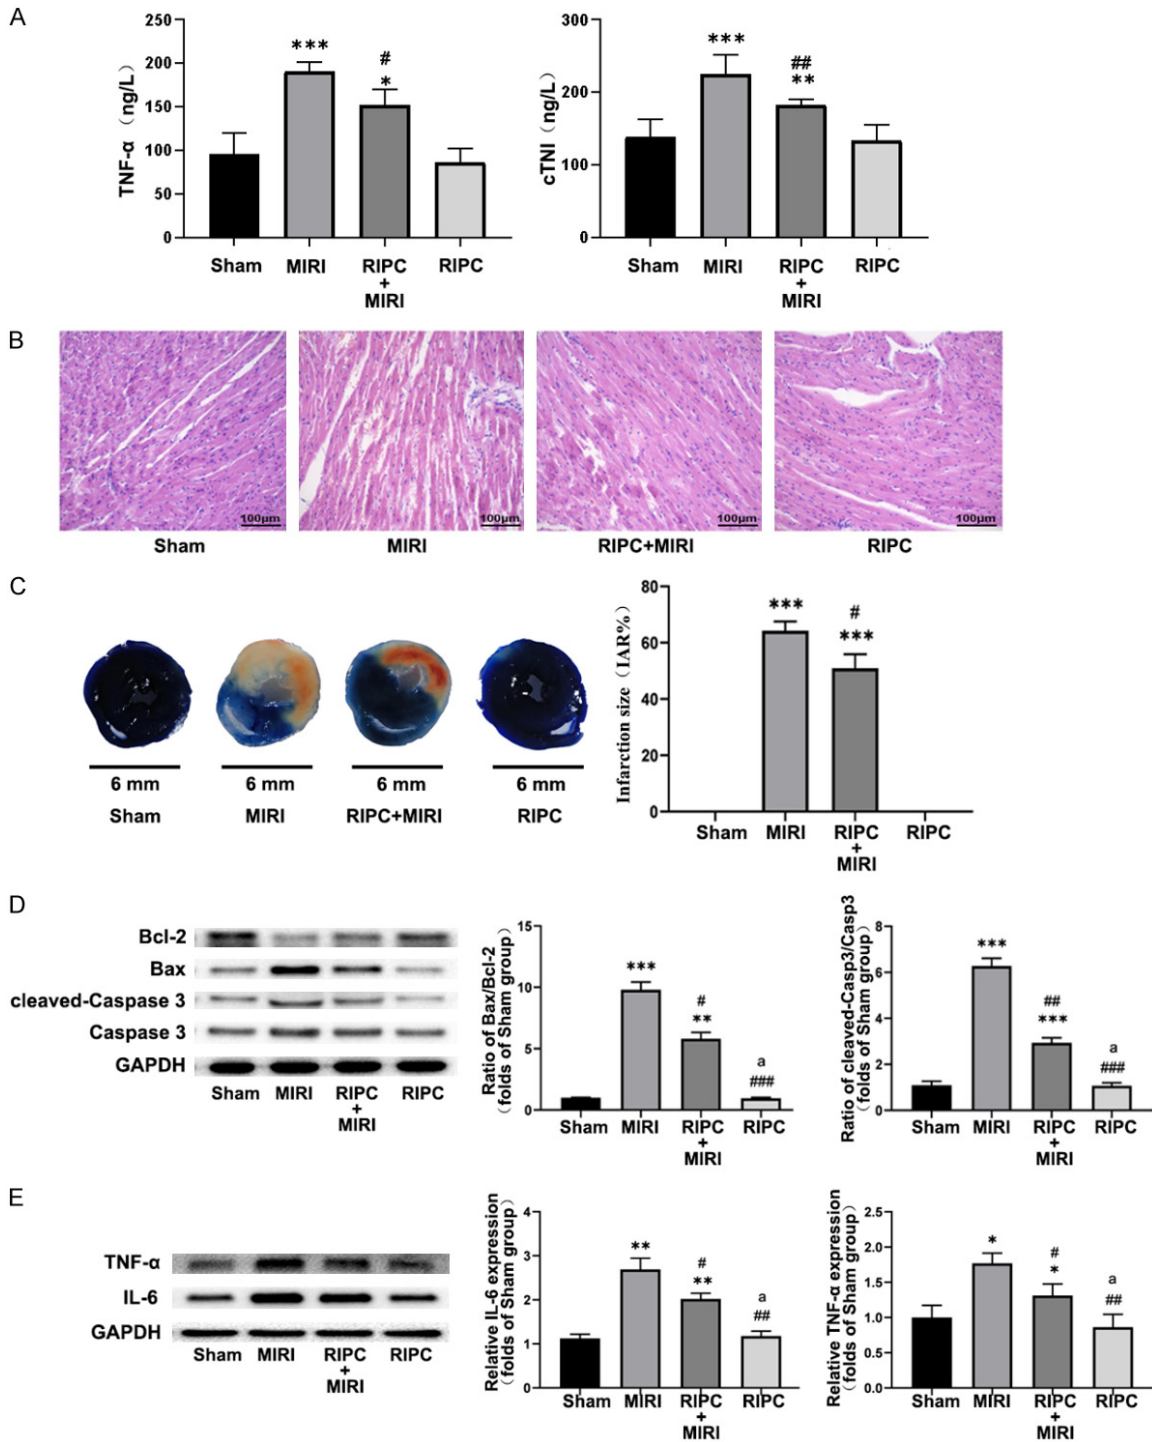 A
TNF-α（ng/L）
250
200
150
100
50
0
***
#
*
Sham
MIRI
RIPC
+
MIRI
RIPC
cTNI（ng/L）
300
200
100
0
***
##
**
Sham
MIRI
RIPC
+
MIRI
RIPC
B
100μm
100μm
100μm
100μm
Sham
MIRI
RIPC+MIRI
RIPC
C
6 mm
6 mm
6 mm
6 mm
Sham
MIRI
RIPC+MIRI
RIPC
Infarction size（IAR%）
80
60
40
20
0
***
#
***
Sham
MIRI
RIPC
+
MIRI
RIPC
D
Bcl-2
Bax
cleaved-Caspase 3
Caspase 3
GAPDH
Sham
MIRI
RIPC
+
MIRI
RIPC
Ratio of Bax/Bcl-2
（folds of Sham group）
15
10
5
0
***
#
**
a
###
Sham
MIRI
RIPC
+
MIRI
RIPC
Ratio of cleaved-Casp3/Casp3
（folds of Sham group）
8
6
4
2
0
***
##
***
a
###
Sham
MIRI
RIPC
+
MIRI
RIPC
E
TNF-α
IL-6
GAPDH
Sham
MIRI
RIPC
+
MIRI
RIPC
Relative IL-6 expression
（folds of Sham group）
4
3
2
1
0
**
#
**
a
##
Sham
MIRI
RIPC
+
MIRI
RIPC
Relative TNF-α expression
（folds of Sham group）
2.5
2.0
1.5
1.0
0.5
0.0
*
#
*
a
##
Sham
MIRI
RIPC
+
MIRI
RIPC